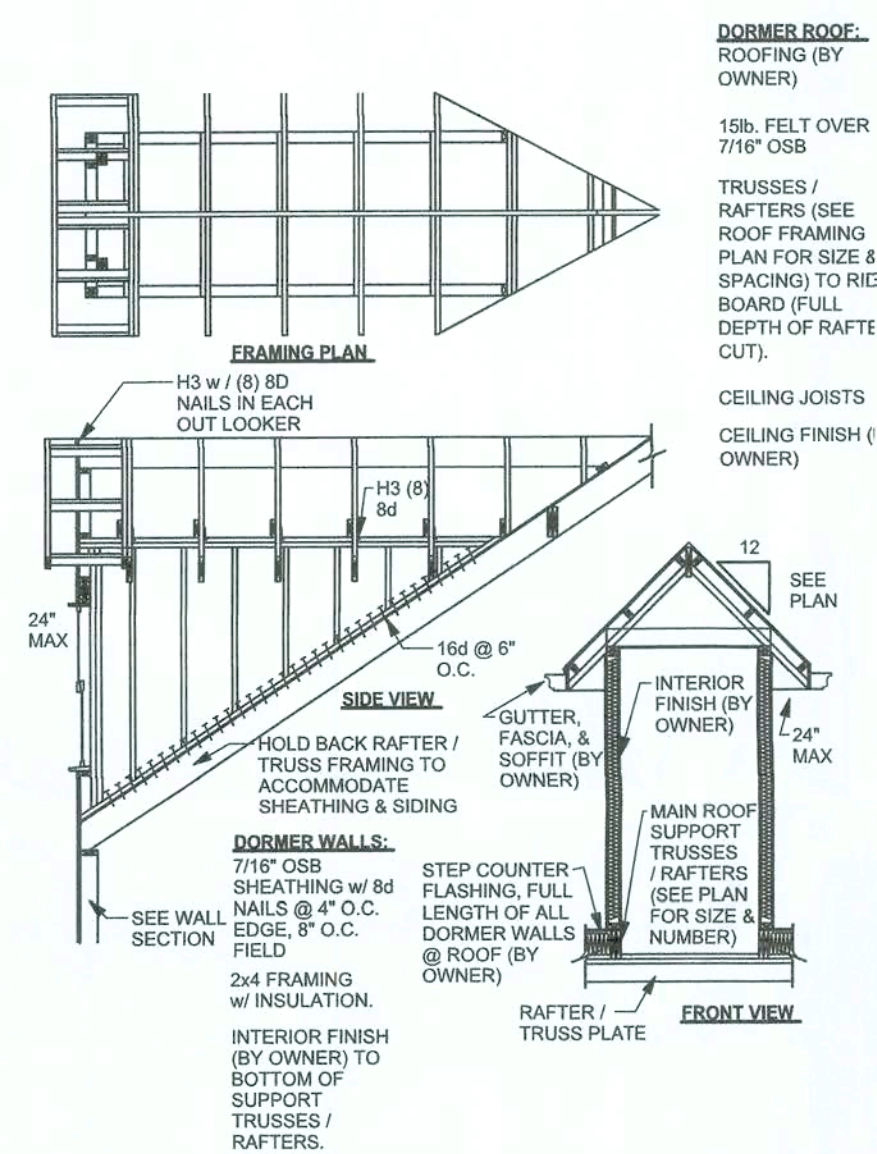 DORMER ROOF:
ROOFING (BY
OWNER)
15lb. FELT OVER
7/16" OSB
TRUSSES /
RAFTERS (SEE
ROOF FRAMING
PLAN FOR SIZE &
SPACING) TO
BOARD (FULL
DEPTH OF
CUT).
CEILING JOISTS
CEILING FINISH (
OWNER)
FRAMING PLAN
H3 w / (8) 8D
NAILS IN EACH
OUT LOOKER
H3 (8)
8d
24"
MAX
16d @ 6"
O.C.
SIDE VIEW
HOLD BACK RAFTER /
TRUSS FRAMING TO
ACCOMMODATE
SHEATHING & SIDING
SEE WALL
SECTION
DORMER WALLS:
7/16" OSB
SHEATHING w/ 8d
NAILS @ 4" O.C.
EDGE, 8" O.C.
FIELD
2x4 FRAMING
w/ INSULATION.
INTERIOR FINISH
(BY OWNER) TO
BOTTOM OF
SUPPORT
TRUSSES /
RAFTERS.
12
SEE
PLAN
GUTTER,
FASCIA, &
SOFFIT (BY
OWNER)
INTERIOR
FINISH (BY
OWNER)
24"
MAX
MAIN ROOF
SUPPORT
TRUSSES
/ RAFTERS
(SEE PLAN
FOR SIZE &
NUMBER)
STEP COUNTER
FLASHING, FULL
LENGTH OF ALL
DORMER WALLS
@ ROOF (BY
OWNER)
RAFTER /
TRUSS PLATE
FRONT VIEW